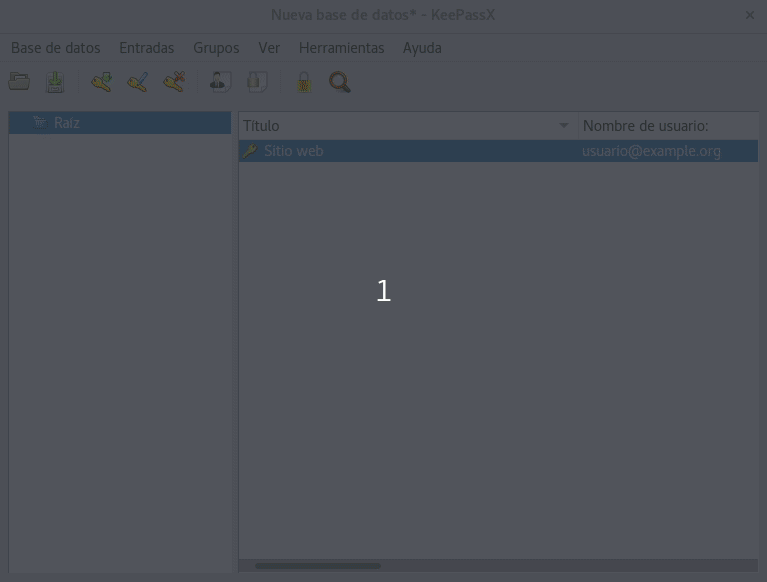 Nueva base de datos* - KeePassX
Base de datos Entradas Grupos Ver Herramientas Ayuda
Raíz
Título Nombre de usuario:
Sitio web usuario@example.org
1